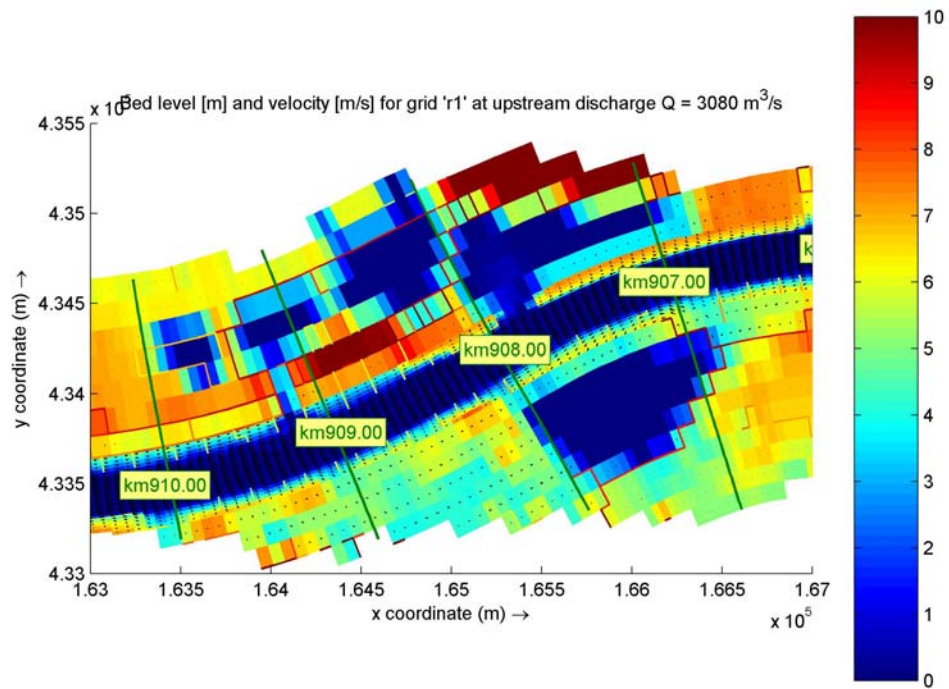 x 10⁵
Bed level [m] and velocity [m/s] for grid 'r1' at upstream discharge Q = 3080 m³/s
10
9
8
7
6
5
4
3
2
1
0
4.355
4.35
4.345
4.34
4.335
4.33
y coordinate (m) →
k
km907.00
km908.00
km909.00
km910.00
1.63
1.635
1.64
1.645
1.65
1.655
1.66
1.665
1.67
x coordinate (m) →
x 10⁵